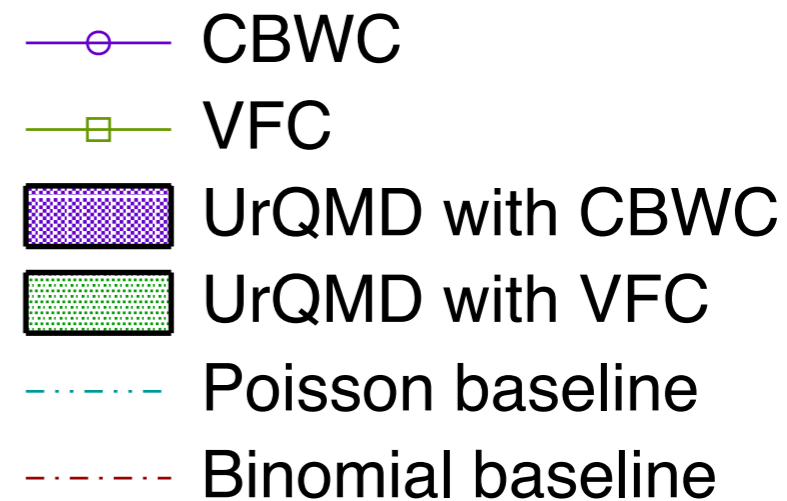 CBWC
VFC
UrQMD with CBWC
UrQMD with VFC
Poisson baseline
Binomial baseline